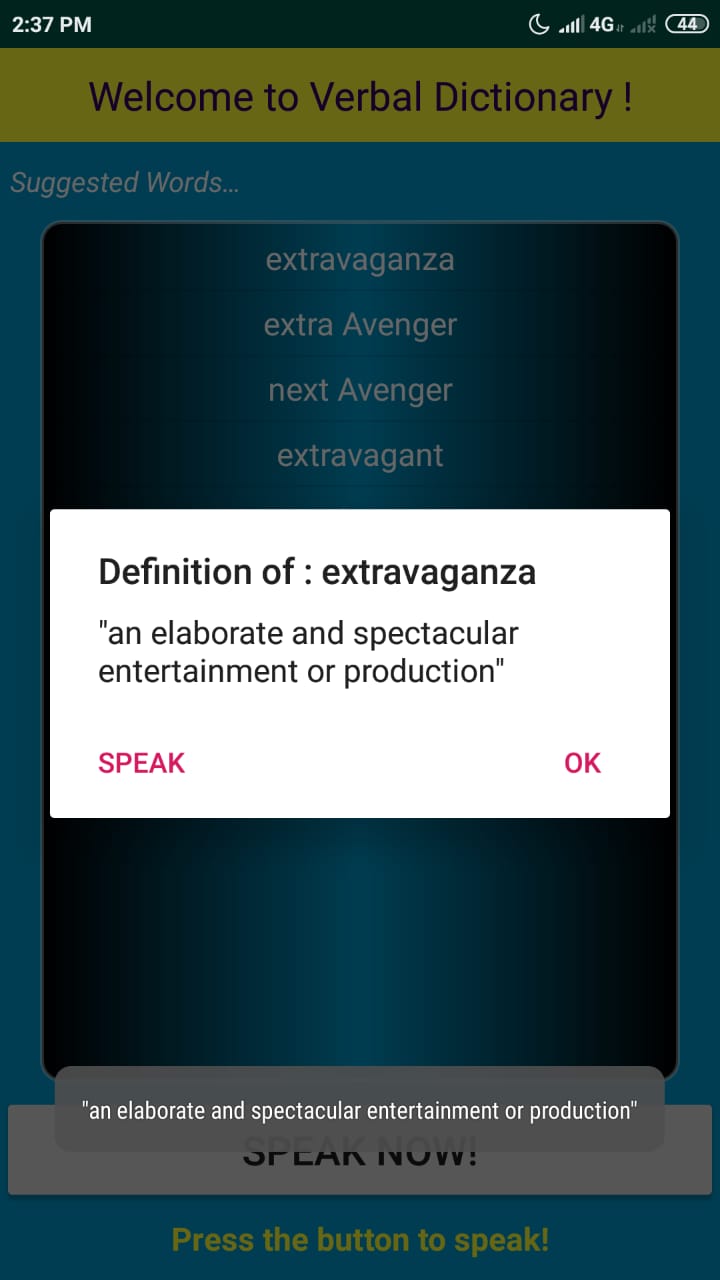 2:37 PM 4G 44
Welcome to Verbal Dictionary !
Suggested Words...
extravaganza
extra Avenger
next Avenger
extravagant
Definition of : extravaganza
"an elaborate and spectacular
entertainment or production"
SPEAK OK
"an elaborate and spectacular entertainment or production"
SPEAK NOW!
Press the button to speak!